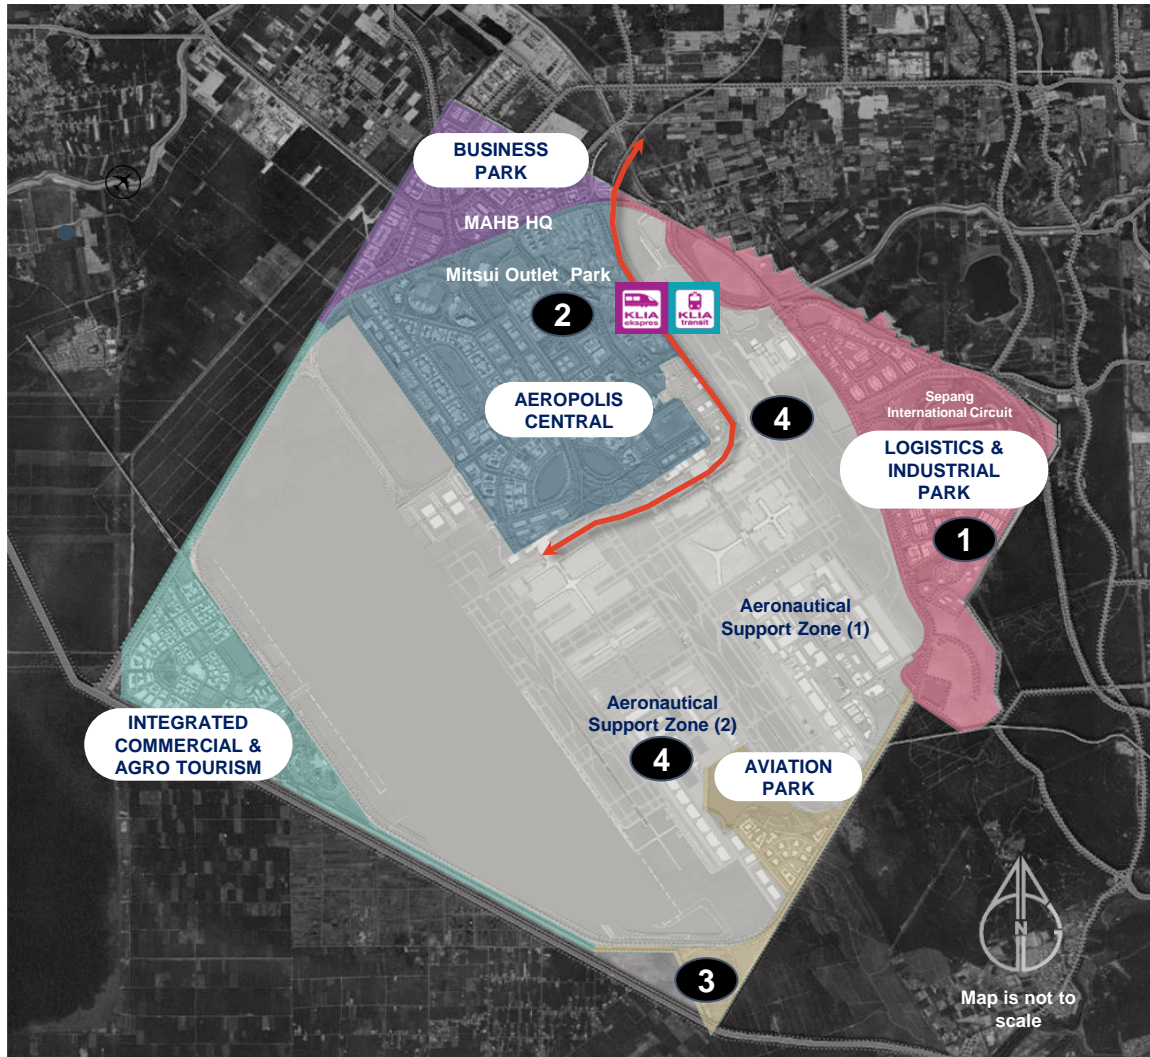 BUSINESS
PARK
MAHB HQ
Mitsui Outlet Park
2
KLIA
ekspres
KLIA
transit
AEROPOLIS
CENTRAL
4
Sepang
International Circuit
LOGISTICS &
INDUSTRIAL
PARK
1
Aeronautical
Support Zone (1)
Aeronautical
Support Zone (2)
4
INTEGRATED
COMMERCIAL &
AGRO TOURISM
AVIATION
PARK
3
N
Map is not to
scale